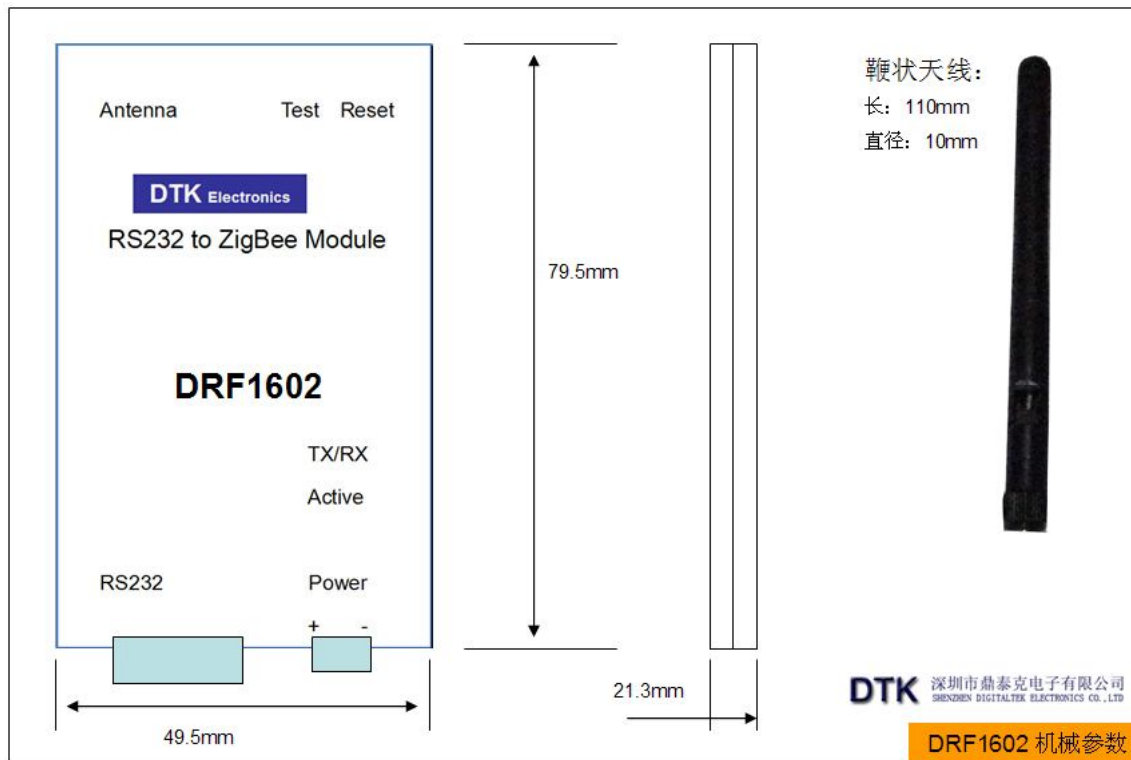 Antenna
Test Reset
DTK Electronics
RS232 to ZigBee Module
DRF1602
TX/RX
Active
RS232
Power
+ -
49.5mm
79.5mm
21.3mm
鞭状天线：
长：110mm
直径：10mm
DTK 深圳市鼎泰克电子有限公司
SHENZHEN DIGITALTEK ELECTRONICS CO.,LTD
DRF1602 机械参数